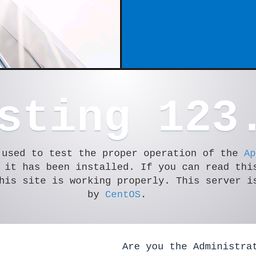 sting 123.
used to test the proper operation of the Ap
it has been installed. If you can read this
his site is working properly. This server is
by CentOS.
Are you the Administrat